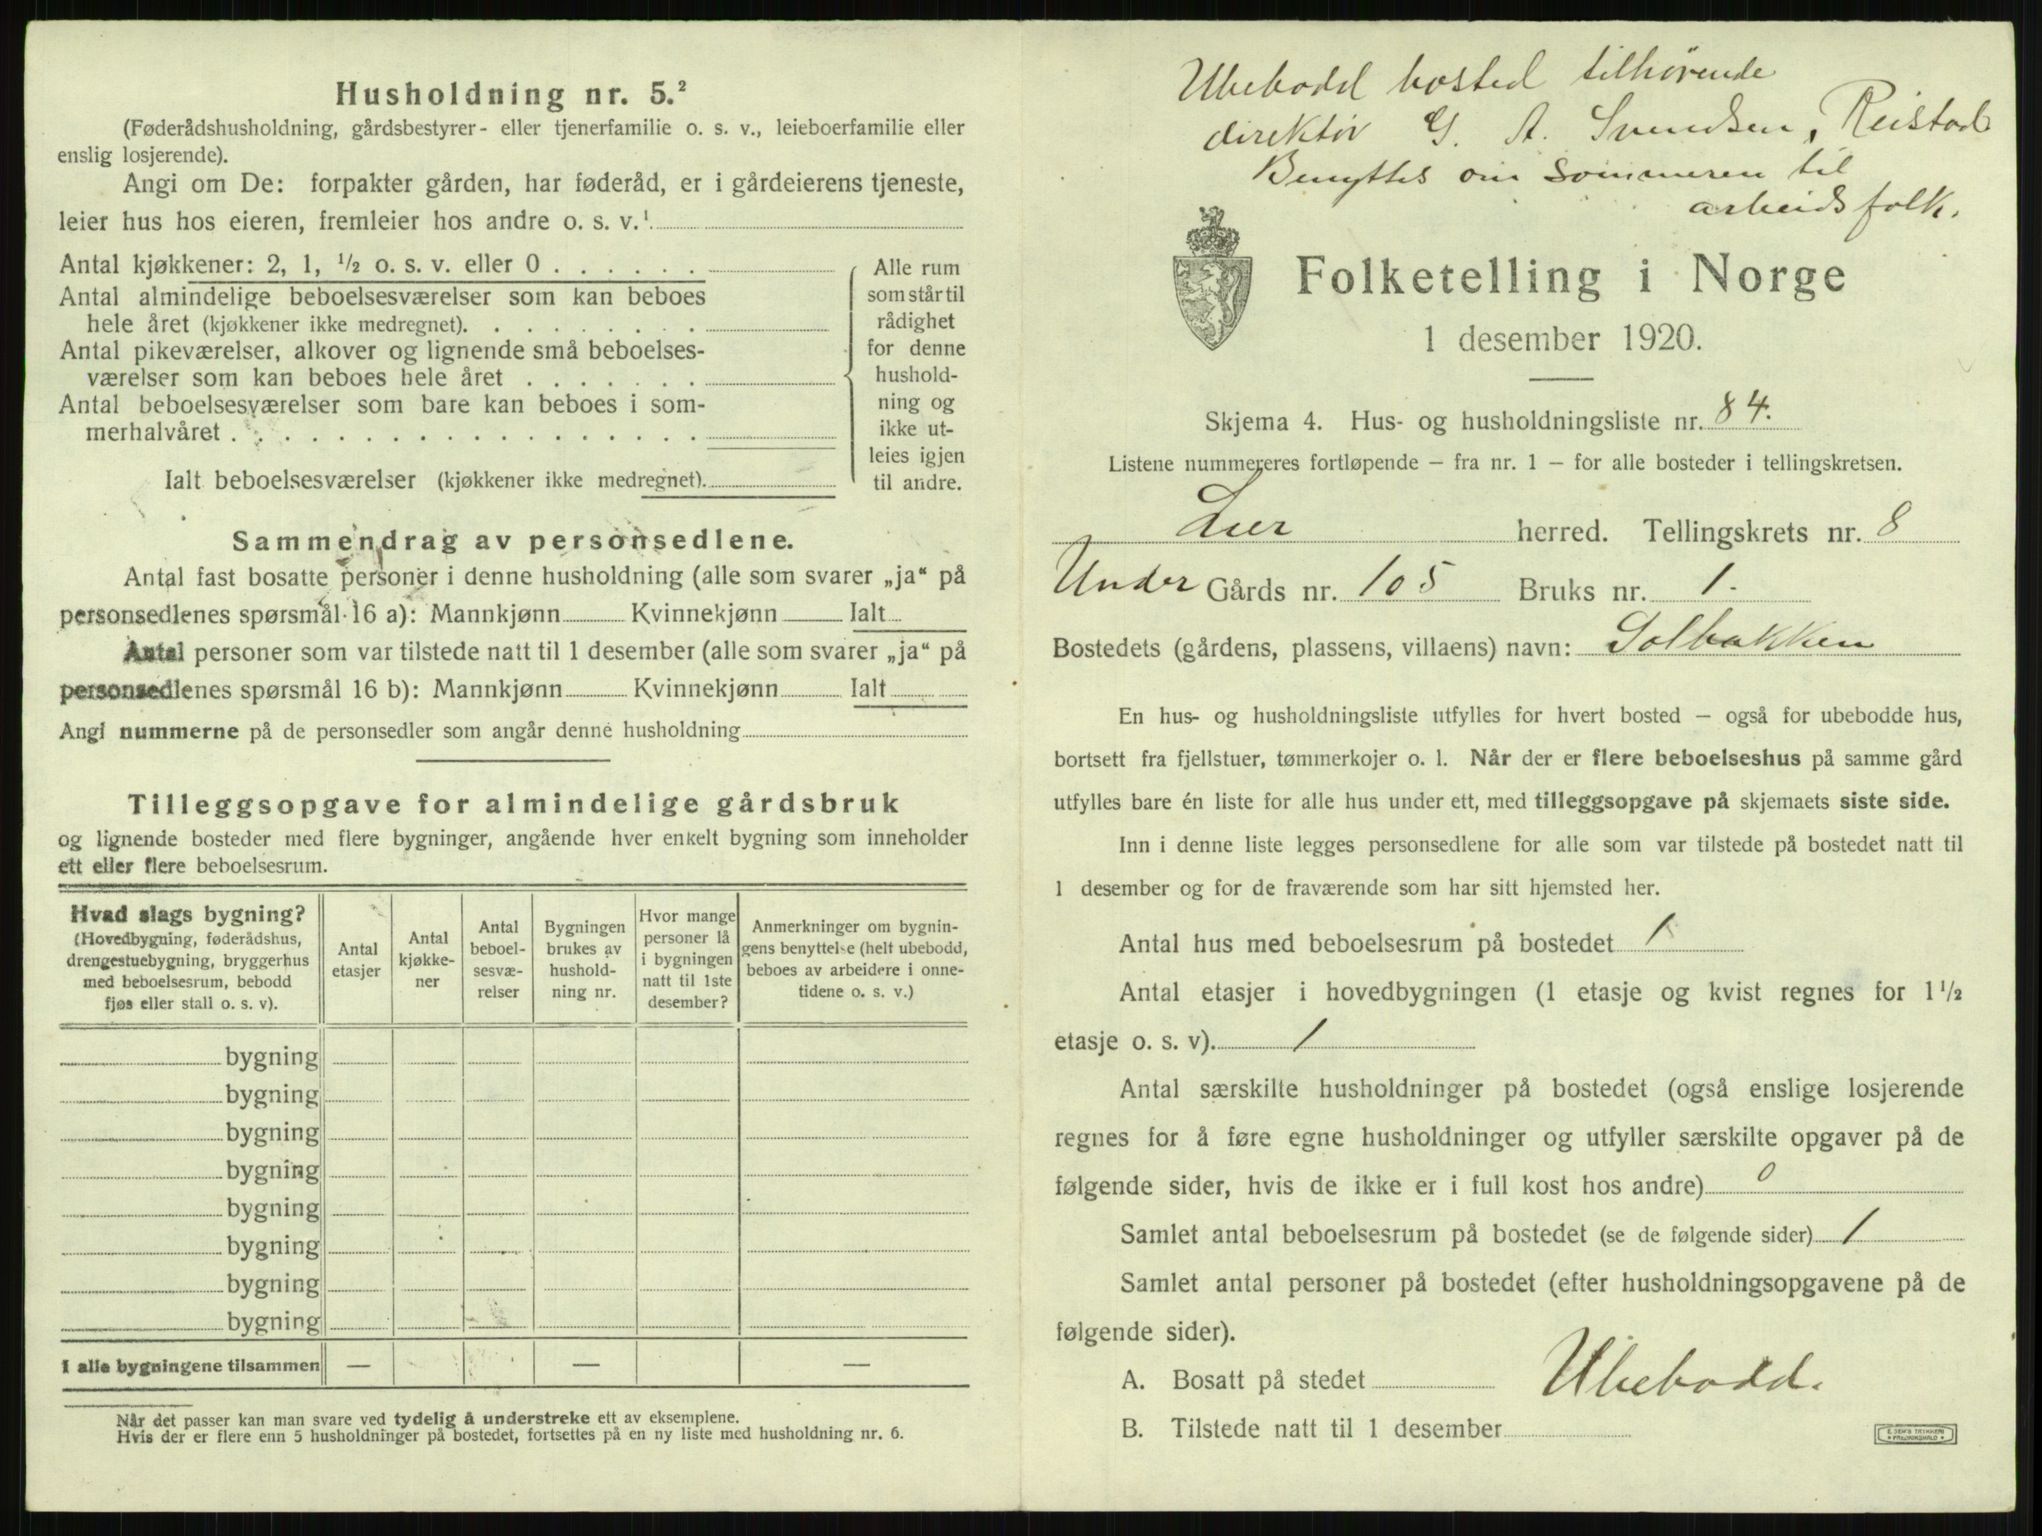 Husholdning nr. 5.²
(Føderådshusholdning, gårdsbestyrer- eller tjenerfamilie o. s. v., leieboerfamilie eller
enslig losjerende).
Angi om De: forpakter gården, har føderåd, er i gårdeierens tjeneste,
leier hus hos eieren, fremleier hos andre o. s. v.¹
Antal kjøkkener: 2, 1, ½ o. s. v. eller 0 . . . . . .
Antal almindelige beboelsesværelser som kan beboes
hele året (kjøkkener ikke medregnet). . . . . . . . .
Antal pikeværelser, alkover og lignende små beboelses-
værelser som kan beboes hele året . . . . . . .
Antal beboelsesværelser som bare kan beboes i som-
merhalvåret . . . . . . . . . . . . . . . . . .
Ialt beboelsesværelser (kjøkkener ikke medregnet).
Alle rum
som står til
rådighet
for denne
hushold-
ning og
ikke ut-
leies igjen
til andre.
Sammendrag av personsedlene.
Antal fast bosatte personer i denne husholdning (alle som svarer „ja“ på
personsedlenes spørsmål 16 a): Mannkjønn Kvinnekjønn Ialt
Antal personer som var tilstede natt til 1 desember (alle som svarer „ja“ på
personsedlenes spørsmål 16 b): Mannkjønn Kvinnekjønn Ialt
Angi nummerne på de personsedler som angår denne husholdning
Tilleggsopgave for almindelige gårdsbruk
og lignende bosteder med flere bygninger, angående hver enkelt bygning som inneholder
ett eller flere beboelsesrum.
Hvad slags bygning?
(Hovedbygning, føderådshus,
drengestuebygning, bryggerhus
med beboelsesrum, bebodd
fjøs eller stall o. s. v).
Antal
etasjer
Antal
kjøkke-
ner
Antal
beboel-
sesvæ-
relser
Bygningen
brukes av
hushold-
ning nr.
Hvor mange
personer lå
i bygningen
natt til 1ste
desember?
Anmerkninger om bygnin-
gens benyttelse (helt ubebodd,
beboes av arbeidere i onne-
tidene o. s. v.)
bygning
bygning
bygning
bygning
bygning
bygning
bygning
bygning
I alle bygningene tilsammen — — —
Når det passer kan man svare ved tydelig å understreke ett av eksemplene.
Hvis der er flere enn 5 husholdninger på bostedet, fortsettes på en ny liste med husholdning nr. 6.
Ubebodd bosted tilhørende
direktør G. A. Svendsen, Reistad
Benyttes om sommeren til
arbeidsfolk.
Folketelling i Norge
1 desember 1920.
Skjema 4. Hus- og husholdningsliste nr. 84.
Listene nummereres fortløpende – fra nr. 1 – for alle bosteder i tellingskretsen.
Lier herred. Tellingskrets nr. 8
Under Gårds nr. 105 Bruks nr. 1.
Bostedets (gårdens, plassens, villaens) navn: Solbakken
En hus- og husholdningsliste utfylles for hvert bosted – også for ubebodde hus,
bortsett fra fjellstuer, tømmerkojer o. l. Når der er flere beboelseshus på samme gård
utfylles bare én liste for alle hus under ett, med tilleggsopgave på skjemaets siste side.
Inn i denne liste legges personsedlene for alle som var tilstede på bostedet natt til
1 desember og for de fraværende som har sitt hjemsted her.
Antal hus med beboelsesrum på bostedet 1
Antal etasjer i hovedbygningen (1 etasje og kvist regnes for 1½
etasje o. s. v). 1
Antal særskilte husholdninger på bostedet (også enslige losjerende
regnes for å føre egne husholdninger og utfyller særskilte opgaver på de
følgende sider, hvis de ikke er i full kost hos andre) 0
Samlet antal beboelsesrum på bostedet (se de følgende sider) 1
Samlet antal personer på bostedet (efter husholdningsopgavene på de
følgende sider).
A. Bosatt på stedet Ubebodd.
B. Tilstede natt til 1 desember